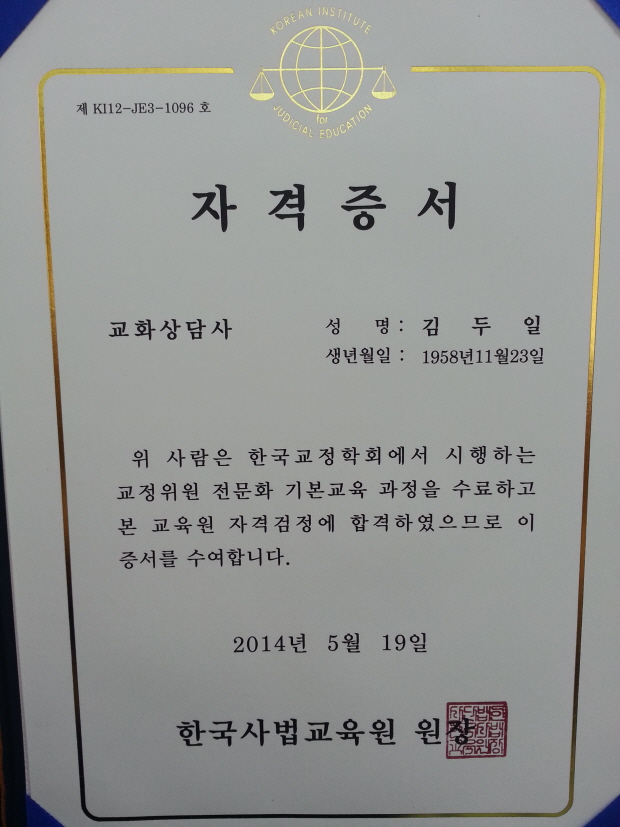 KOREAN INSTITUTE
for
JUDICIAL EDUCATION
제 KI12-JE3-1096 호
자격증서
교화상담사
성 명 : 김 두 일
생년월일 : 1958년11월23일
위 사람은 한국교정학회에서 시행하는
교정위원 전문화 기본교육 과정을 수료하고
본 교육원 자격검정에 합격하였으므로 이
증서를 수여합니다.
2014년 5월 19일
한국사법교육원 원장